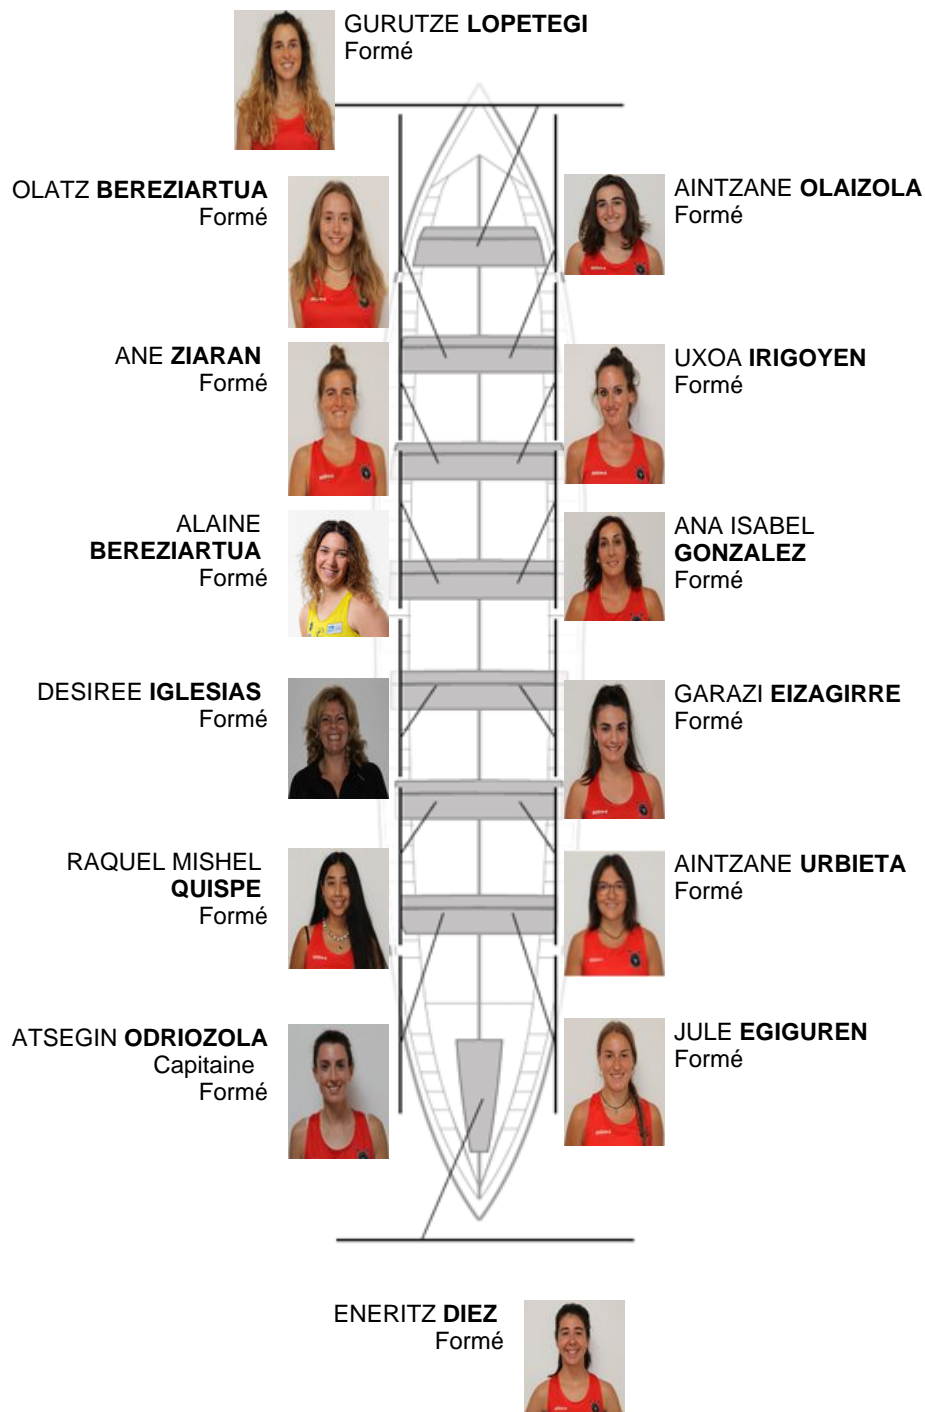 GURUTZE LOPETEGI
Formé
OLATZ BEREZIARTUA
Formé
AINTZANE OLAIZOLA
Formé
ANE ZIARAN
Formé
UXOA IRIGOYEN
Formé
ALAINE
BEREZIARTUA
Formé
ANA ISABEL
GONZALEZ
Formé
DESIREE IGLESIAS
Formé
GARAZI EIZAGIRRE
Formé
RAQUEL MISHEL
QUISPE
Formé
AINTZANE URBIETA
Formé
ATSEGIN ODRIOZOLA
Capitaine
Formé
JULE EGIGUREN
Formé
ENERITZ DIEZ
Formé